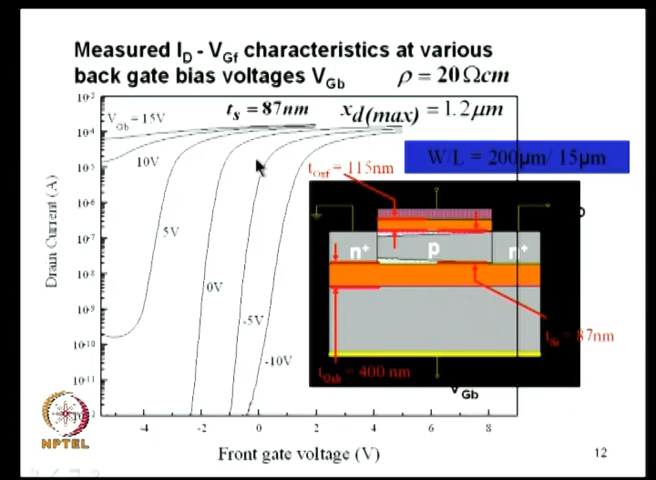 Measured I_D - V_Gf characteristics at various
back gate bias voltages V_Gb ρ = 20 Ωcm
t_s = 87nm x_d(max) = 1.2μm
W/L = 200μm/ 15μm
V_Gb = 15V
10V
5V
0V
-5V
-10V
Drain Current (A)
10^-3
10^-4
10^-5
10^-6
10^-7
10^-8
10^-9
10^-10
10^-11
-4 -2 0 2 4 6 8
Front gate voltage (V)
t_oxf = 115nm
n+ p n+
= 87nm
t_oxb = 400 nm
V_Gb
NPTEL
12